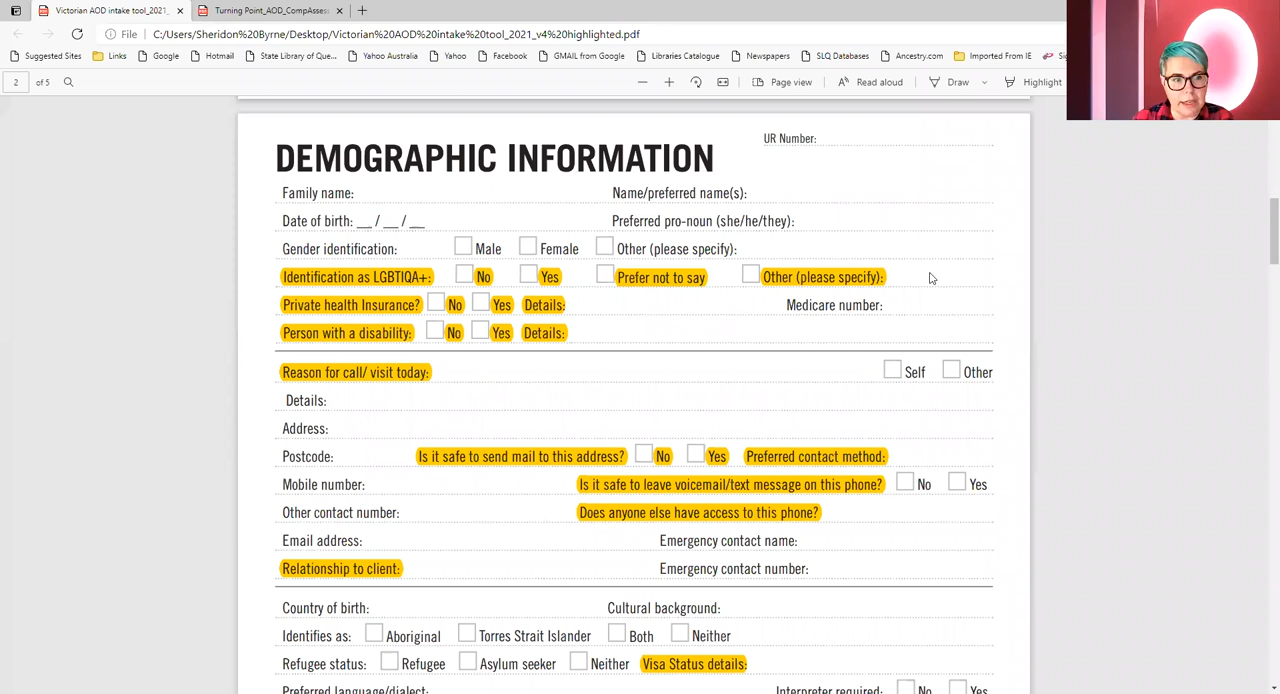 Victorian AOD intake tool_2021_
Turning Point_AOD_CompAssess
File C:/Users/Sheridon%20Byrne/Desktop/Victorian%20AOD%20intake%20tool_2021_v4%20highlighted.pdf
Suggested Sites Links Google Hotmail State Library of Que... Yahoo Australia Yahoo Facebook GMAIL from Google Libraries Catalogue Newspapers SLQ Databases Ancestry.com Imported From IE
2 of 5 Page view Read aloud Draw Highlight
UR Number:
DEMOGRAPHIC INFORMATION
Family name: Name/preferred name(s):
Date of birth: __ / __ / __ Preferred pro-noun (she/he/they):
Gender identification: Male Female Other (please specify):
Identification as LGBTIQA+: No Yes Prefer not to say Other (please specify):
Private health Insurance? No Yes Details: Medicare number:
Person with a disability: No Yes Details:
Reason for call/ visit today: Self Other
Details:
Address:
Postcode: Is it safe to send mail to this address? No Yes Preferred contact method:
Mobile number: Is it safe to leave voicemail/text message on this phone? No Yes
Other contact number: Does anyone else have access to this phone?
Email address: Emergency contact name:
Relationship to client: Emergency contact number:
Country of birth: Cultural background:
Identifies as: Aboriginal Torres Strait Islander Both Neither
Refugee status: Refugee Asylum seeker Neither Visa Status details:
Preferred language/dialect: Interpreter required: No Yes